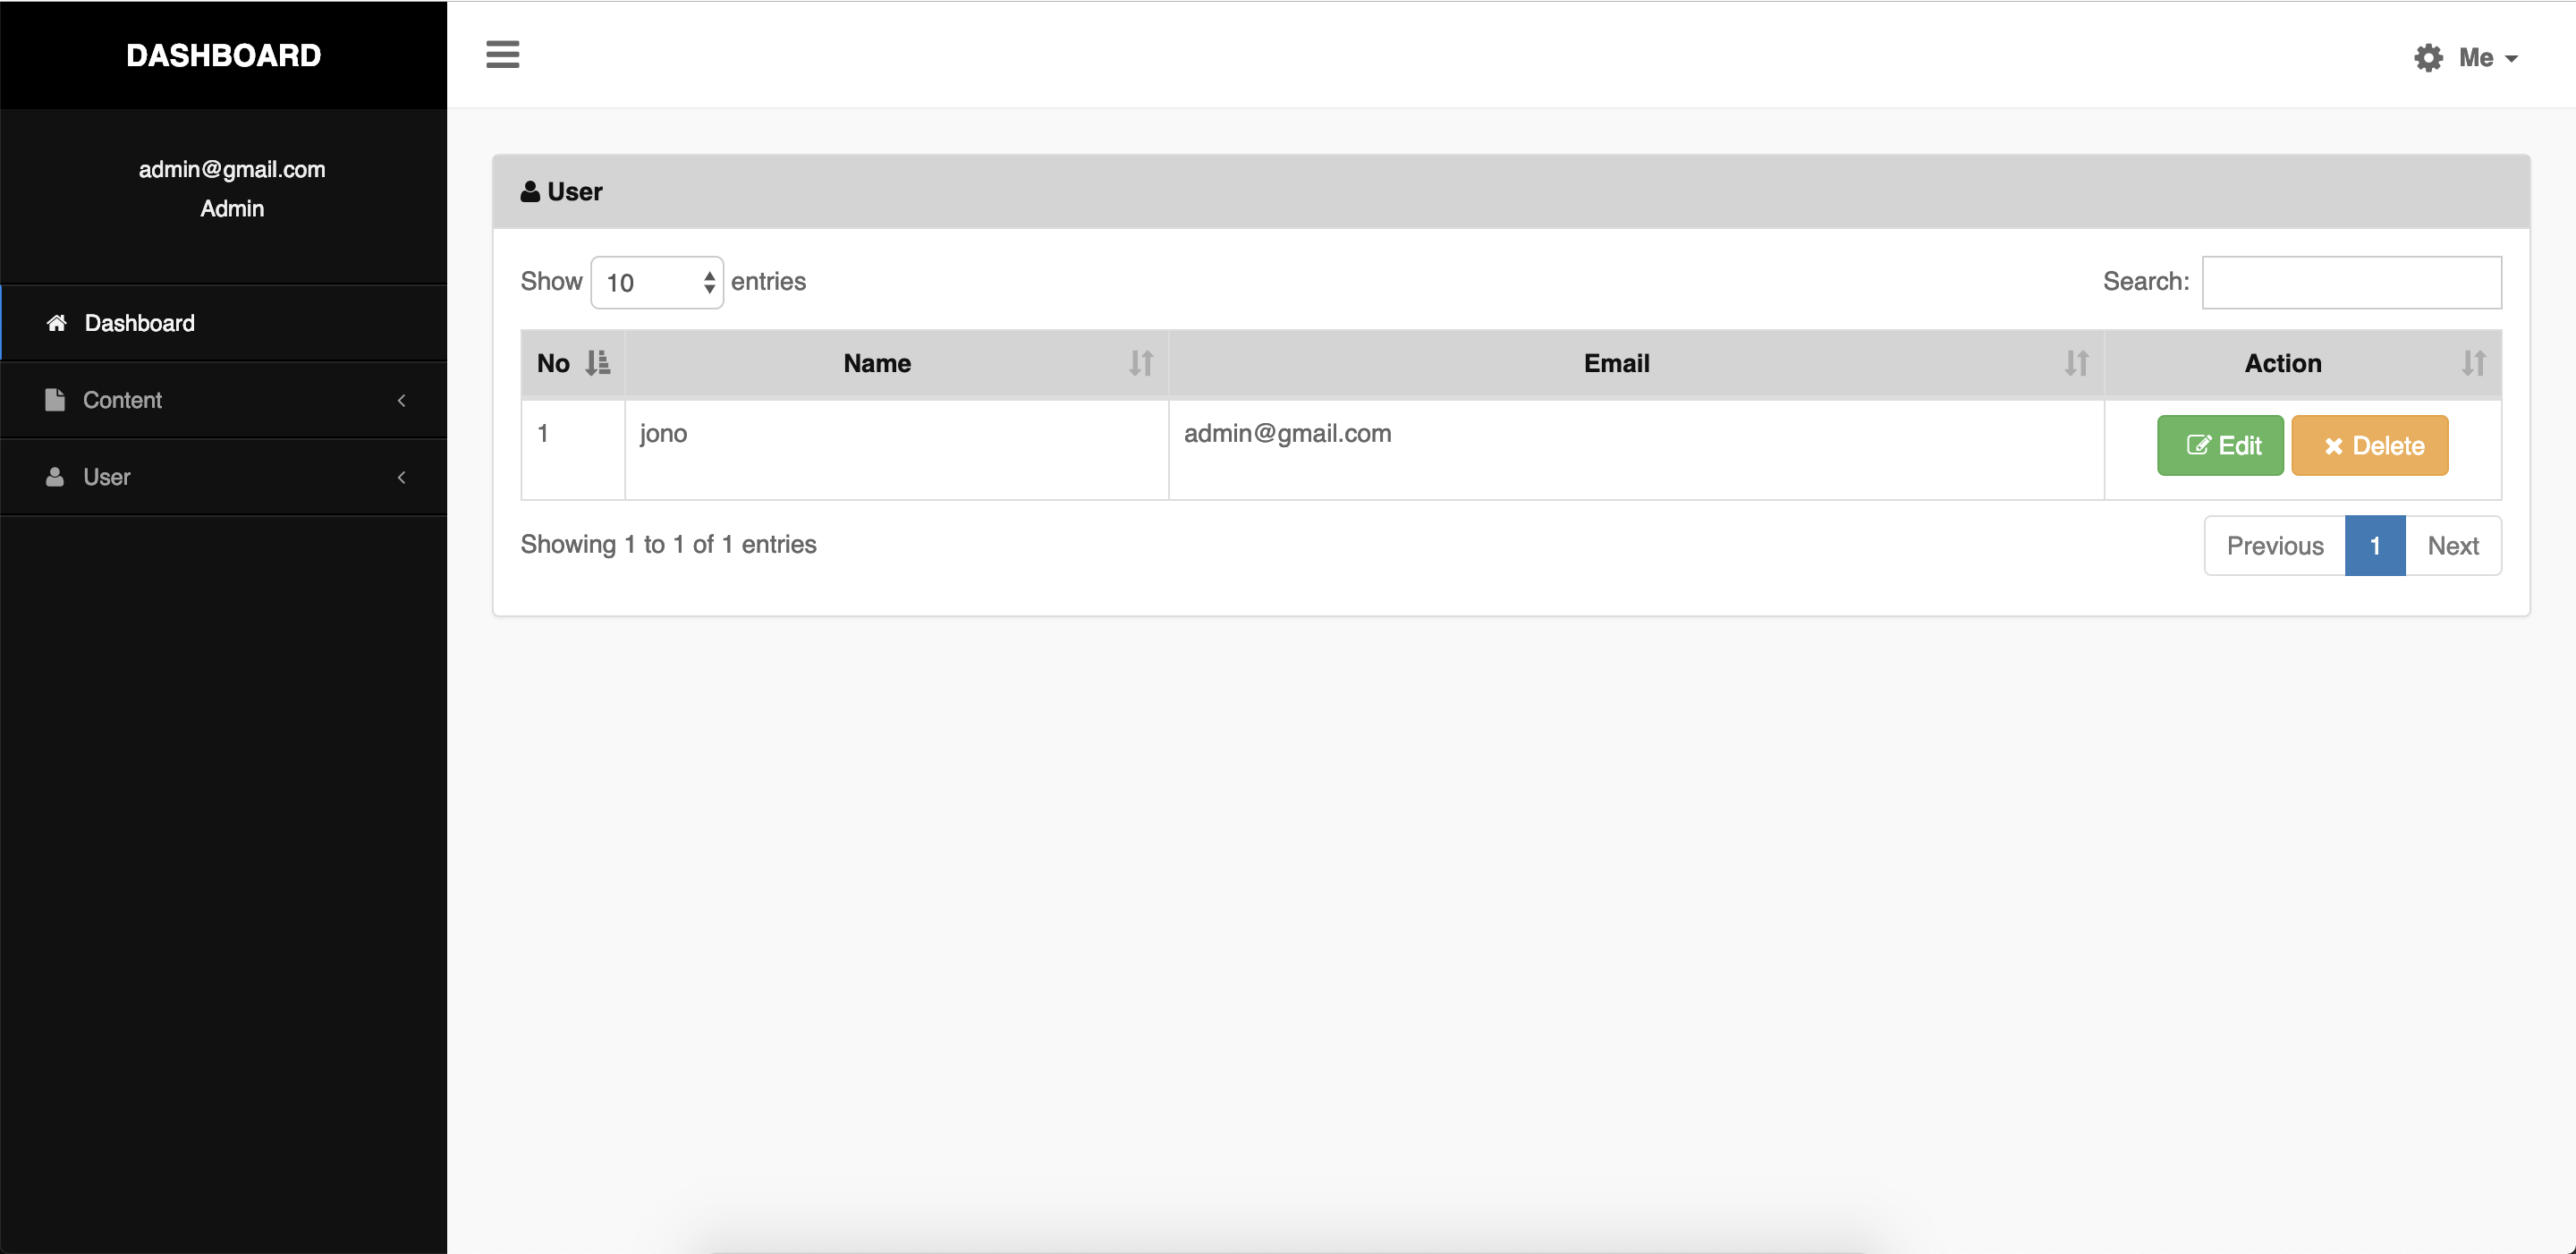 DASHBOARD
Me
admin@gmail.com
Admin
Dashboard
Content
User
User
Show 10 entries
Search:
No Name Email Action
1 jono admin@gmail.com Edit Delete
Showing 1 to 1 of 1 entries
Previous 1 Next